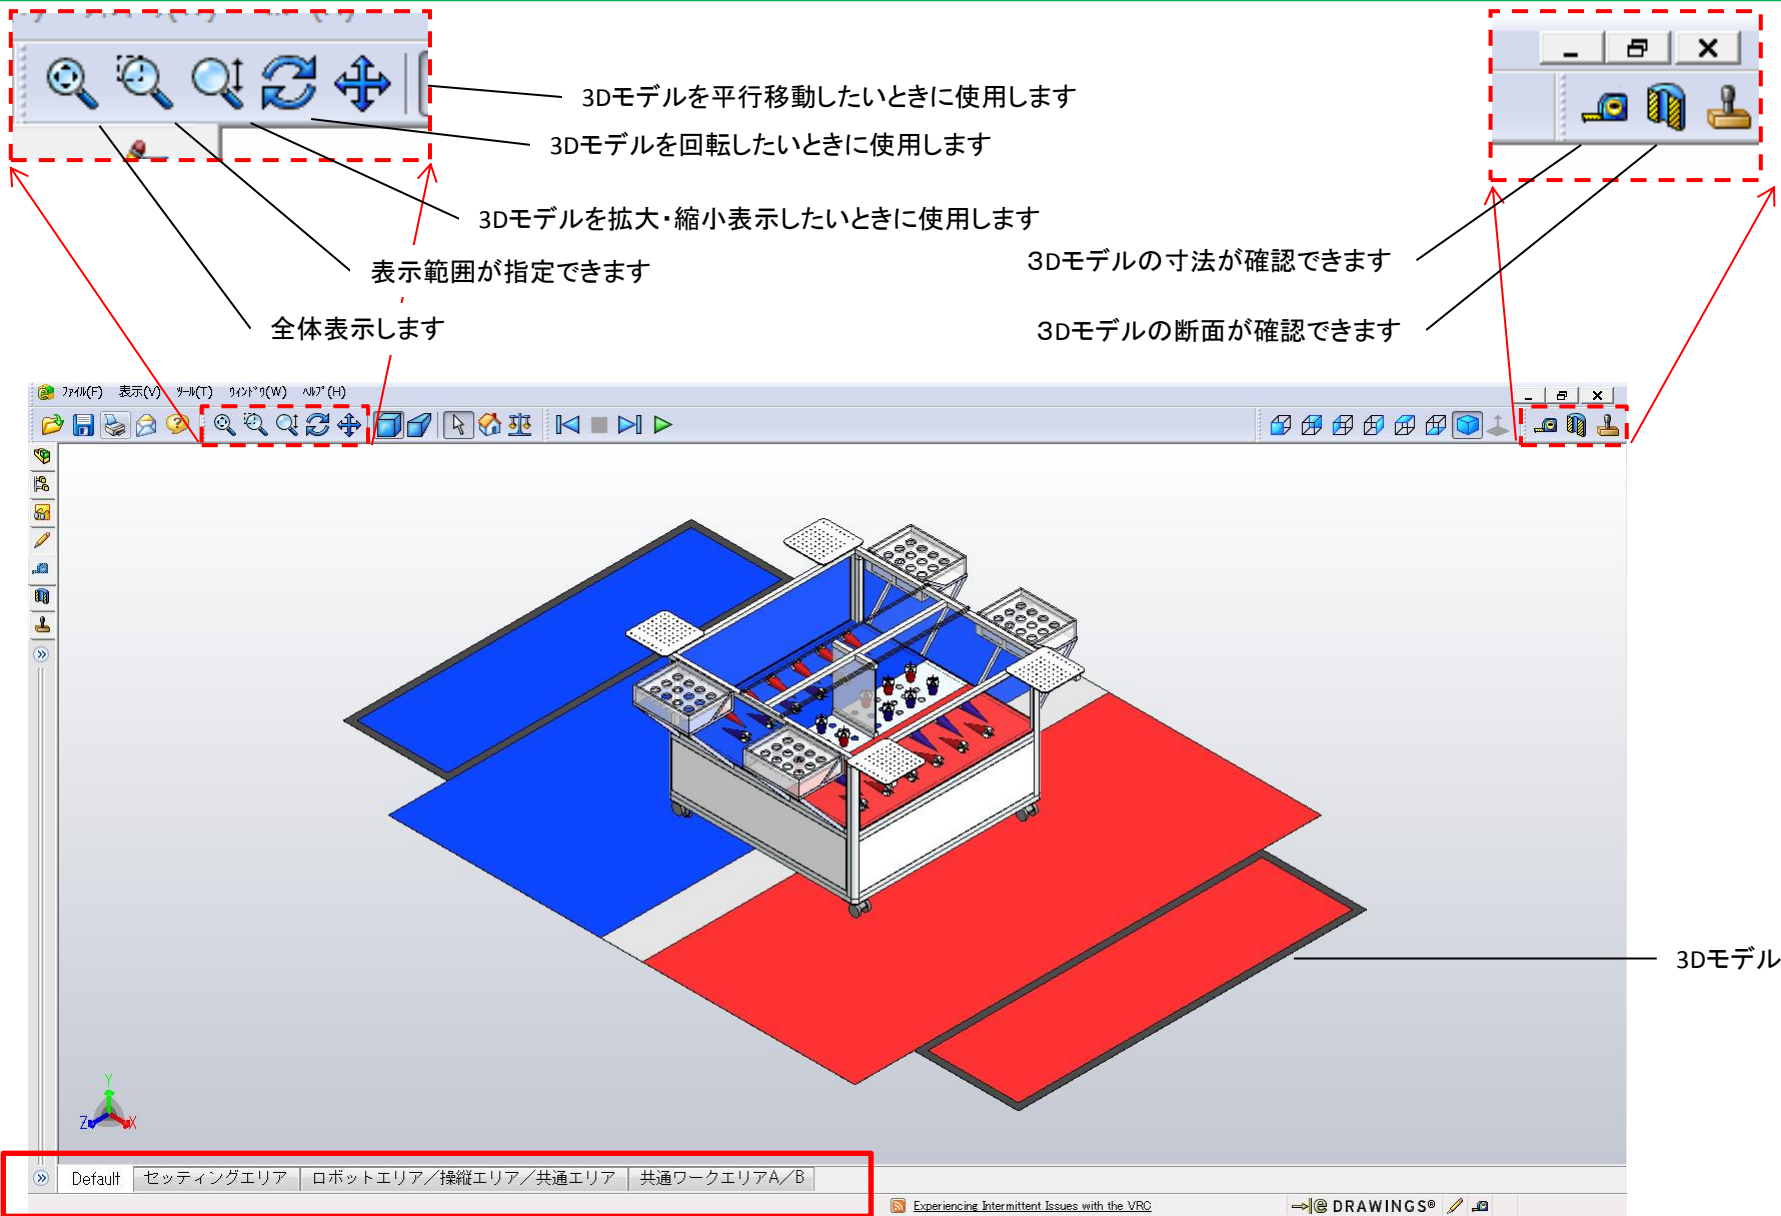 3Dモデルを平行移動したいときに使用します
3Dモデルを回転したいときに使用します
3Dモデルを拡大・縮小表示したいときに使用します
表示範囲が指定できます
全体表示します
3Dモデルの寸法が確認できます
3Dモデルの断面が確認できます
ﾌｧｲﾙ(F) 表示(V) ﾂｰﾙ(T) ｳｨﾝﾄﾞｳ(W) ﾍﾙﾌﾟ(H)
3Dモデル
Y
Z X
Default セッティングエリア ロボットエリア／操縦エリア／共通エリア 共通ワークエリアA／B
Experiencing Intermittent Issues with the VRC
eDRAWINGS®